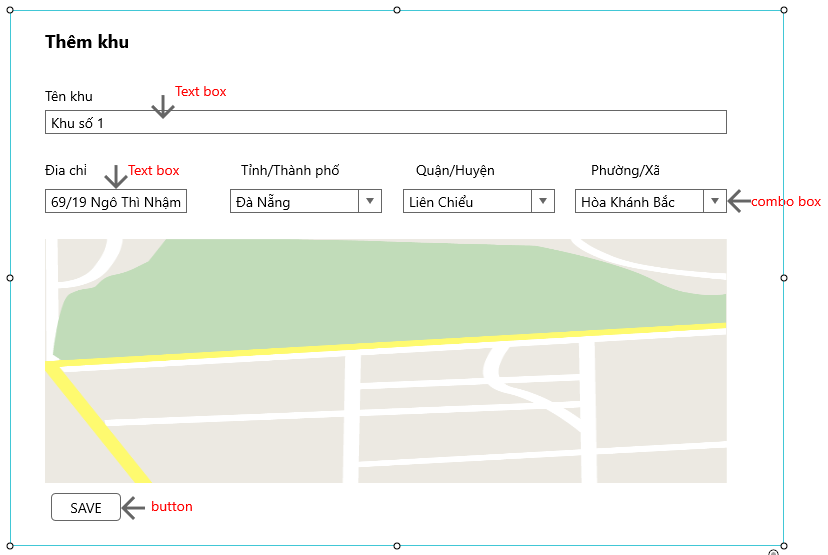 Thêm khu
Tên khu
Text box
Khu số 1
Địa chỉ
Text box
Tỉnh/Thành phố
Quận/Huyện
Phường/Xã
69/19 Ngô Thì Nhậm
Đà Nẵng
Liên Chiểu
Hòa Khánh Bắc
combo box
SAVE
button